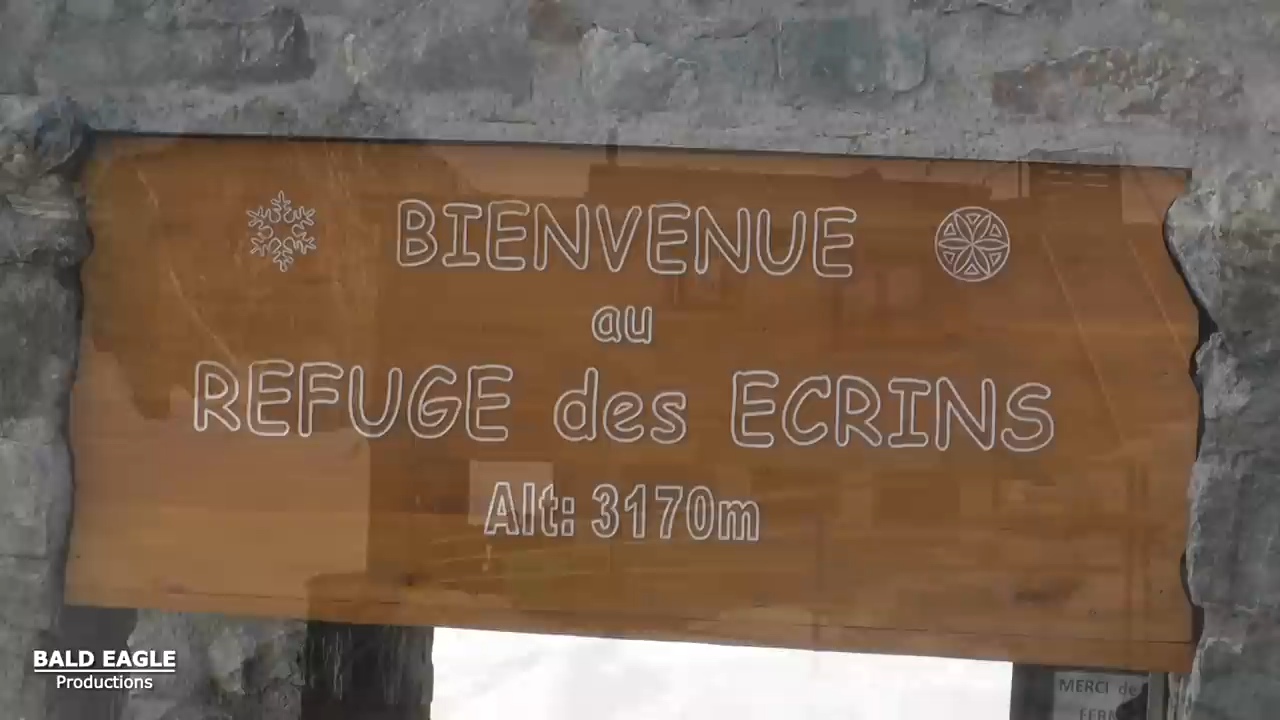 BIENVENUE
au
REFUGE des ECRINS
Alt: 3170m
BALD EAGLE
Productions
MERCI de